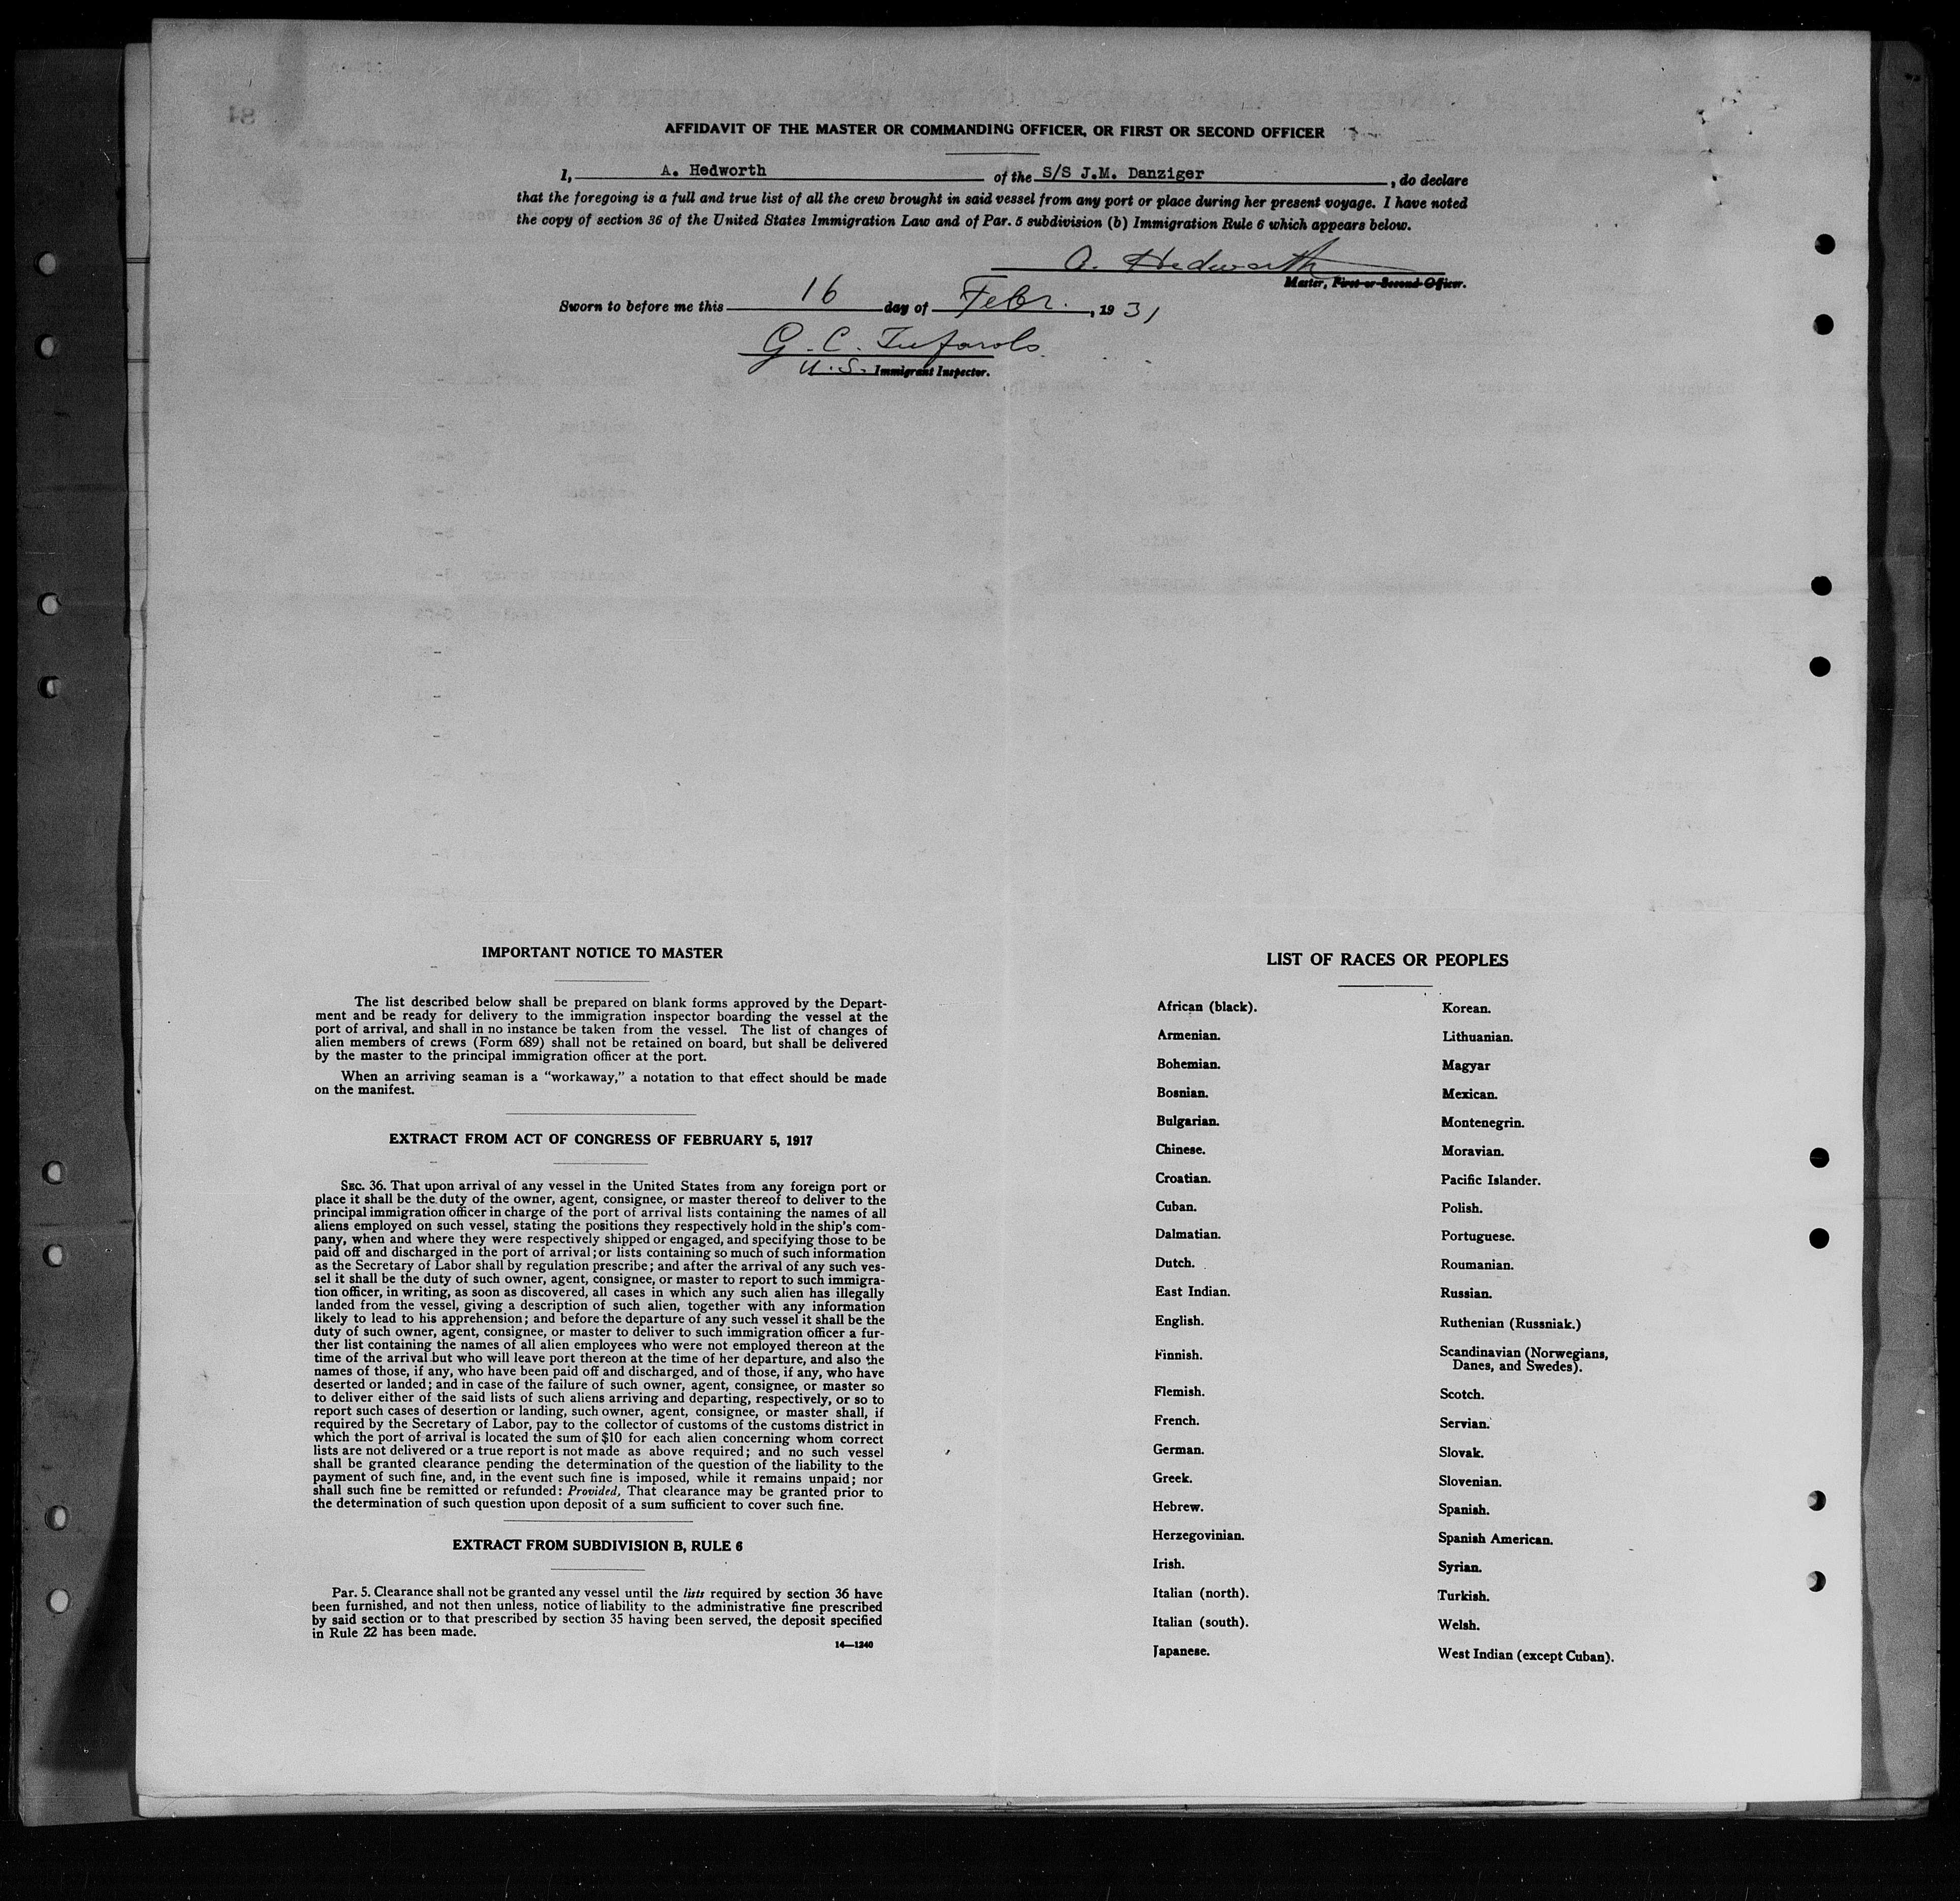 AFFIDAVIT OF THE MASTER OR COMMANDING OFFICER, OR FIRST OR SECOND OFFICER
I, A. Hedworth of the S/S J.M. Danziger, do declare
that the foregoing is a full and true list of all the crew brought in said vessel from any port or place during her present voyage. I have noted
the copy of section 36 of the United States Immigration Law and of Par. 5 subdivision (b) Immigration Rule 6 which appears below.
A. Hedworth
Master, First or Second Officer.
Sworn to before me this 16 day of Febr., 1931
G. C.
U.S. Immigrant Inspector.
IMPORTANT NOTICE TO MASTER
The list described below shall be prepared on blank forms approved by the Depart-
ment and be ready for delivery to the immigration inspector boarding the vessel at the
port of arrival, and shall in no instance be taken from the vessel. The list of changes of
alien members of crews (Form 689) shall not be retained on board, but shall be delivered
by the master to the principal immigration officer at the port.
When an arriving seaman is a "workaway," a notation to that effect should be made
on the manifest.
EXTRACT FROM ACT OF CONGRESS OF FEBRUARY 5, 1917
SEC. 36. That upon arrival of any vessel in the United States from any foreign port or
place it shall be the duty of the owner, agent, consignee, or master thereof to deliver to the
principal immigration officer in charge of the port of arrival lists containing the names of all
aliens employed on such vessel, stating the positions they respectively hold in the ship's com-
pany, when and where they were respectively shipped or engaged, and specifying those to be
paid off and discharged in the port of arrival; or lists containing so much of such information
as the Secretary of Labor shall by regulation prescribe; and after the arrival of any such ves-
sel it shall be the duty of such owner, agent, consignee, or master to report to such immigra-
tion officer, in writing, as soon as discovered, all cases in which any such alien has illegally
landed from the vessel, giving a description of such alien, together with any information
likely to lead to his apprehension; and before the departure of any such vessel it shall be the
duty of such owner, agent, consignee, or master to deliver to such immigration officer a fur-
ther list containing the names of all alien employees who were not employed thereon at the
time of the arrival but who will leave port thereon at the time of her departure, and also the
names of those, if any, who have been paid off and discharged, and of those, if any, who have
deserted or landed; and in case of the failure of such owner, agent, consignee, or master so
to deliver either of the said lists of such aliens arriving and departing, respectively, or so to
report such cases of desertion or landing, such owner, agent, consignee, or master shall, if
required by the Secretary of Labor, pay to the collector of customs of the customs district in
which the port of arrival is located the sum of $10 for each alien concerning whom correct
lists are not delivered or a true report is not made as above required; and no such vessel
shall be granted clearance pending the determination of the question of the liability to the
payment of such fine, and, in the event such fine is imposed, while it remains unpaid; nor
shall such fine be remitted or refunded: Provided, That clearance may be granted prior to
the determination of such question upon deposit of a sum sufficient to cover such fine.
EXTRACT FROM SUBDIVISION B, RULE 6
Par. 5. Clearance shall not be granted any vessel until the lists required by section 36 have
been furnished, and not then unless, notice of liability to the administrative fine prescribed
by said section or to that prescribed by section 35 having been served, the deposit specified
in Rule 22 has been made.
14—1240
LIST OF RACES OR PEOPLES
African (black).
Armenian.
Bohemian.
Bosnian.
Bulgarian.
Chinese.
Croatian.
Cuban.
Dalmatian.
Dutch.
East Indian.
English.
Finnish.
Flemish.
French.
German.
Greek.
Hebrew.
Herzegovinian.
Irish.
Italian (north).
Italian (south).
Japanese.
Korean.
Lithuanian.
Magyar
Mexican.
Montenegrin.
Moravian.
Pacific Islander.
Polish.
Portuguese.
Roumanian.
Russian.
Ruthenian (Russniak.)
Scandinavian (Norwegians,
Danes, and Swedes).
Scotch.
Servian.
Slovak.
Slovenian.
Spanish.
Spanish American.
Syrian.
Turkish.
Welsh.
West Indian (except Cuban).